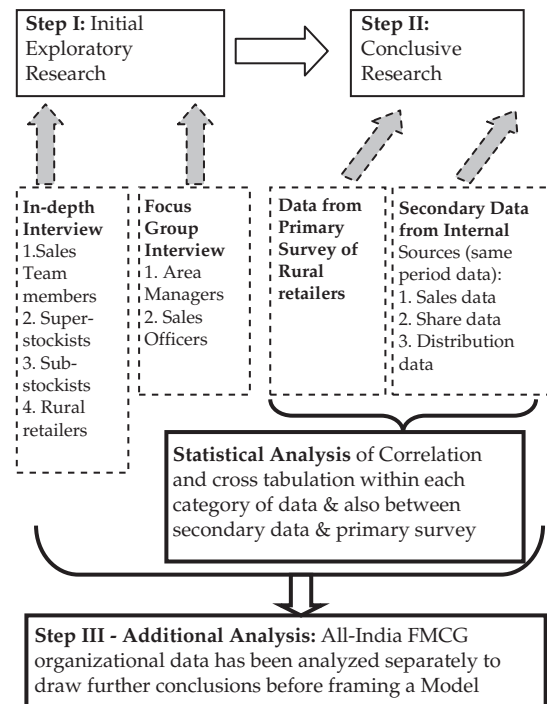 Step I: Initial
Exploratory
Research
Step II:
Conclusive
Research
In-depth
Interview
1.Sales
Team
members
2. Super-
stockists
3. Sub-
stockists
4. Rural
retailers
Focus
Group
Interview
1. Area
Managers
2. Sales
Officers
Data from
Primary
Survey of
Rural
retailers
Secondary Data
from Internal
Sources (same
period data):
1. Sales data
2. Share data
3. Distribution
data
Statistical Analysis of Correlation
and cross tabulation within each
category of data & also between
secondary data & primary survey
Step III - Additional Analysis: All-India FMCG
organizational data has been analyzed separately to
draw further conclusions before framing a Model